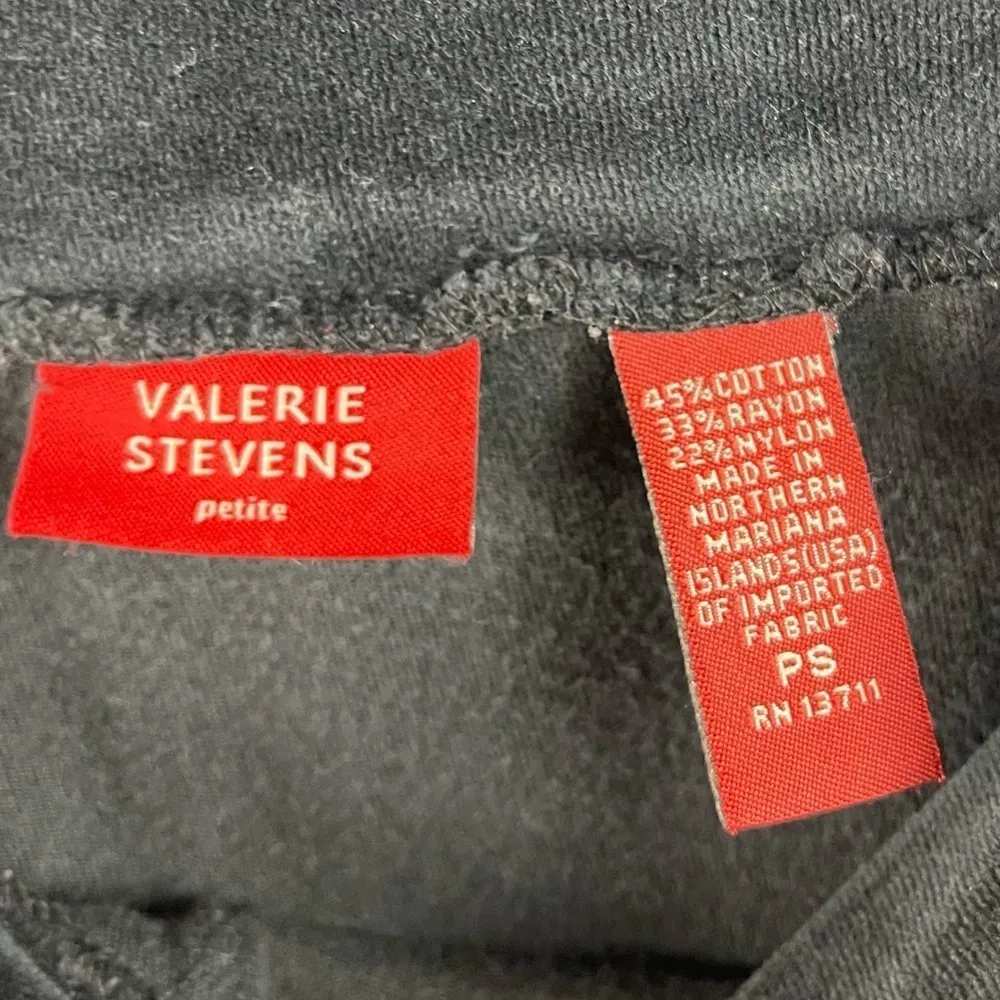 VALERIE
STEVENS
petite
45%COTTON
33%RAYON
22%NYLON
MADE IN
NORTHERN
MARIANA
ISLANDS(USA)
OF IMPORTED
FABRIC
PS
RN 13711